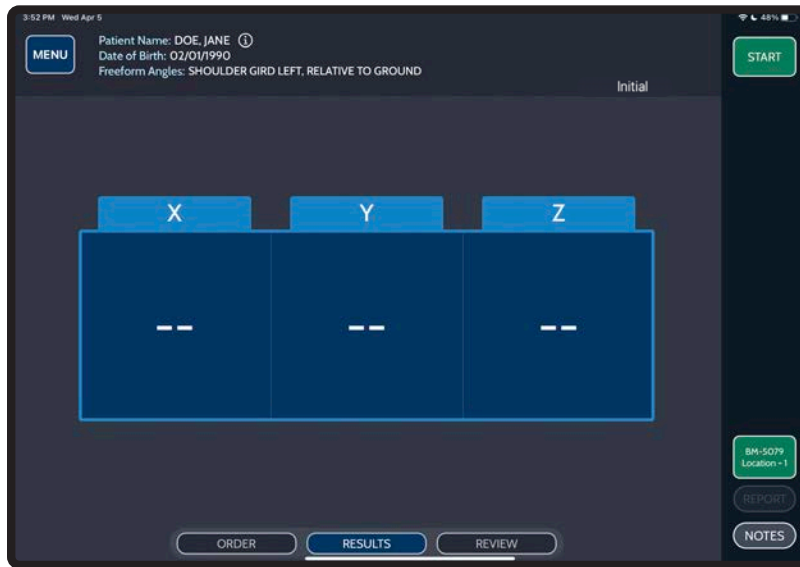 3:52 PM Wed Apr 5
48%
MENU
Patient Name: DOE, JANE
Date of Birth: 02/01/1990
Freeform Angles: SHOULDER GIRD LEFT, RELATIVE TO GROUND
START
Initial
X Y Z
-- -- --
BM-5079
Location - 1
REPORT
NOTES
ORDER RESULTS REVIEW